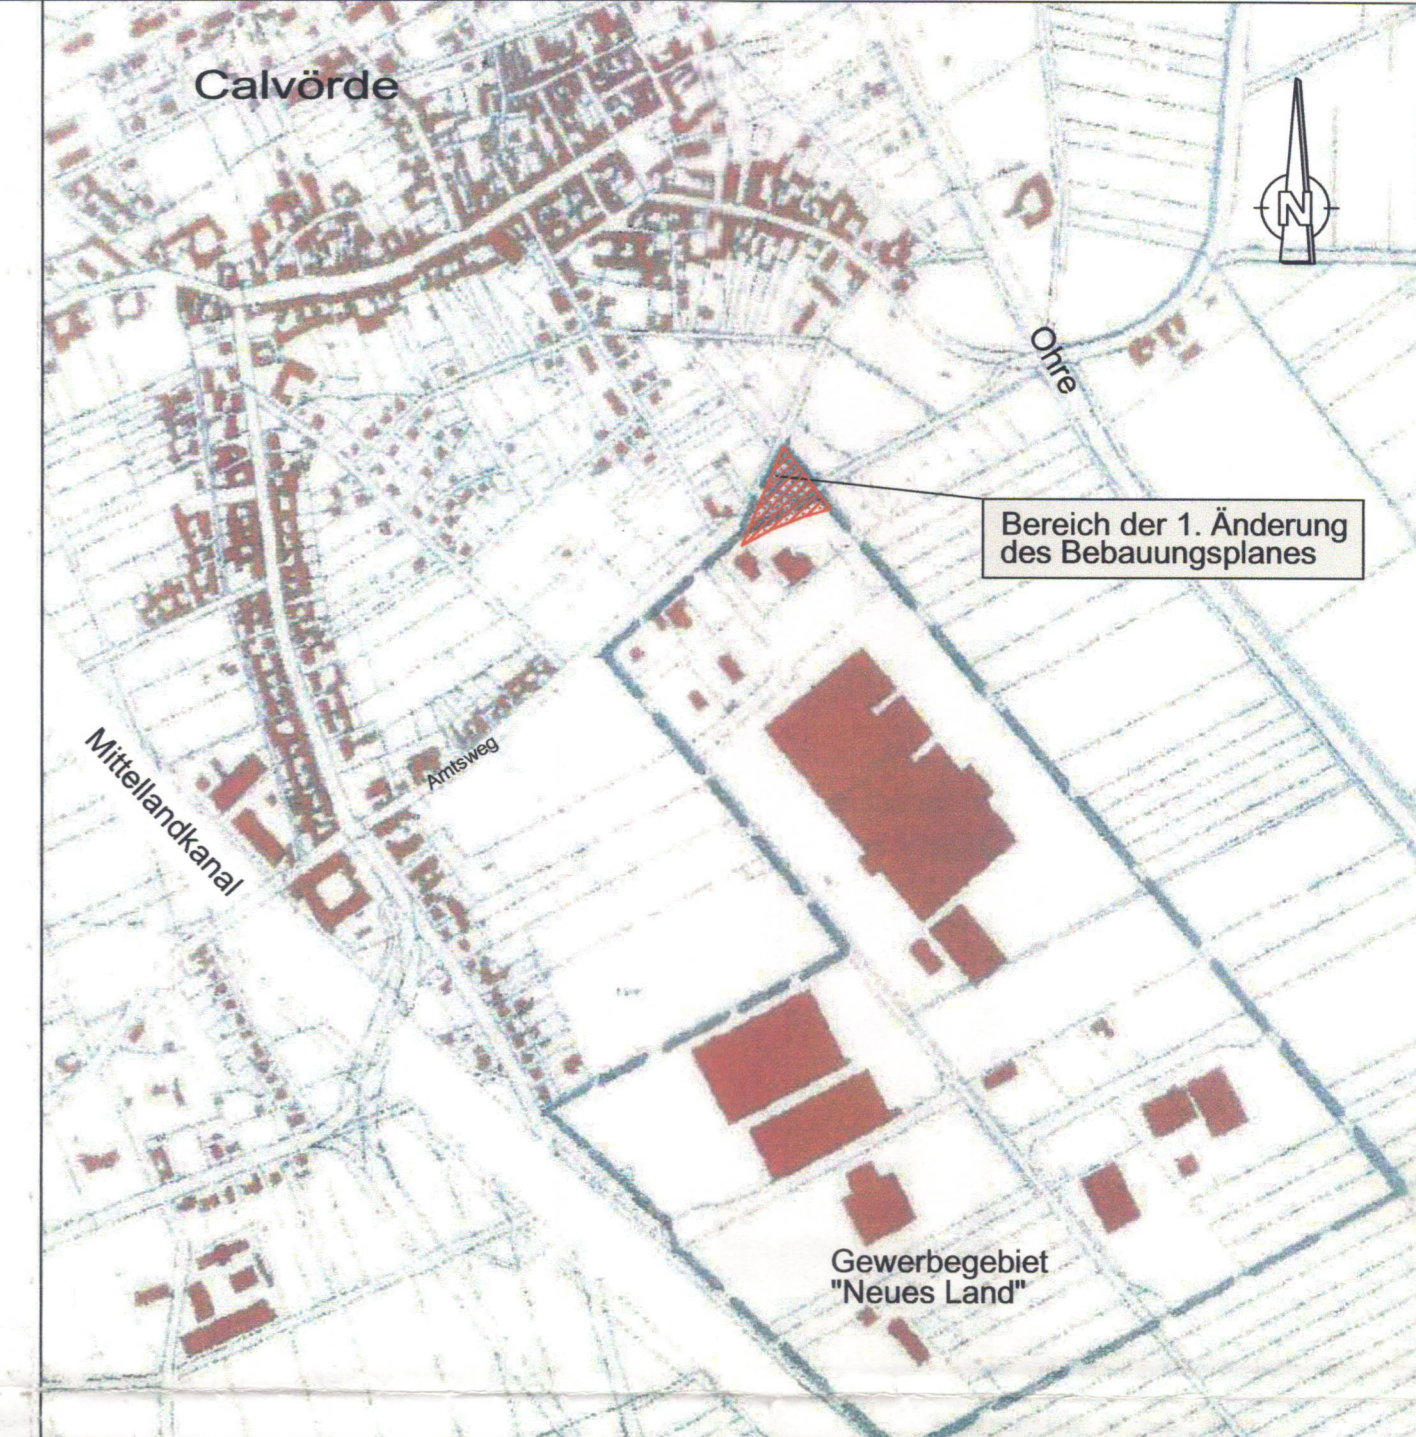 Calvörde
N
Ohre
Bereich der 1. Änderung
des Bebauungsplanes
Amtsweg
Mittellandkanal
Gewerbegebiet
"Neues Land"